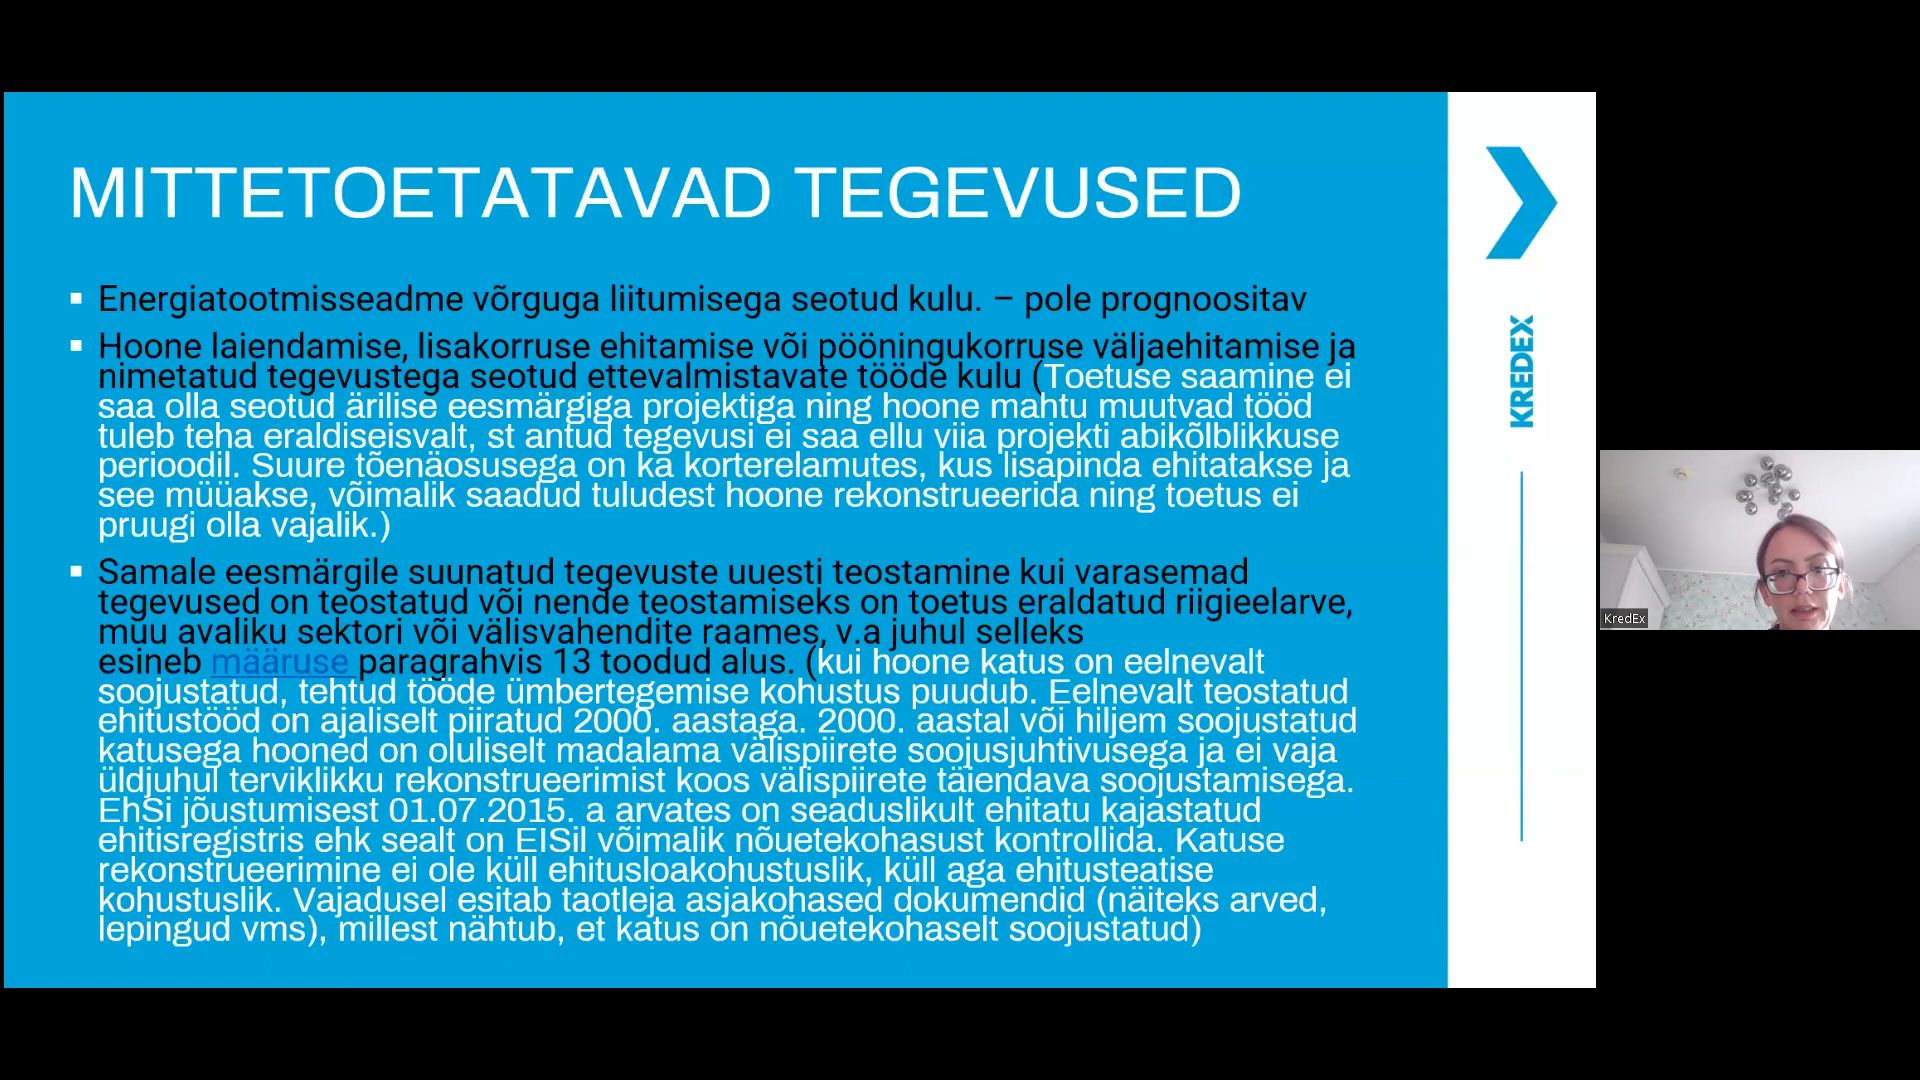 MITTETOETATAVAD TEGEVUSED
Energiatootmisseadme võrguga liitumisega seotud kulu. – pole prognoositav
Hoone laiendamise, lisakorruse ehitamise või pööningukorruse väljaehitamise ja
nimetatud tegevustega seotud ettevalmistavate tööde kulu (Toetuse saamine ei
saa olla seotud ärilise eesmärgiga projektiga ning hoone mahtu muutvad tööd
tuleb teha eraldiseisvalt, st antud tegevusi ei saa ellu viia projekti abikõlblikkuse
perioodil. Suure tõenäosusega on ka korterelamutes, kus lisapinda ehitatakse ja
see müüakse, võimalik saadud tuludest hoone rekonstrueerida ning toetus ei
pruugi olla vajalik.)
Samale eesmärgile suunatud tegevuste uuesti teostamine kui varasemad
tegevused on teostatud või nende teostamiseks on toetus eraldatud riigieelarve,
muu avaliku sektori või välisvahendite raames, v.a juhul selleks
esineb määruse paragrahvis 13 toodud alus. (kui hoone katus on eelnevalt
soojustatud, tehtud tööde ümbertegemise kohustus puudub. Eelnevalt teostatud
ehitustööd on ajaliselt piiratud 2000. aastaga. 2000. aastal või hiljem soojustatud
katusega hooned on oluliselt madalama välispiirete soojusjuhtivusega ja ei vaja
üldjuhul terviklikku rekonstrueerimist koos välispiirete täiendava soojustamisega.
EhSi jõustumisest 01.07.2015. a arvates on seaduslikult ehitatu kajastatud
ehitisregistris ehk sealt on EISil võimalik nõuetekohasust kontrollida. Katuse
rekonstrueerimine ei ole küll ehitusloakohustuslik, küll aga ehitusteatise
kohustuslik. Vajadusel esitab taotleja asjakohased dokumendid (näiteks arved,
lepingud vms), millest nähtub, et katus on nõuetekohaselt soojustatud)
KREDEX
KredEx